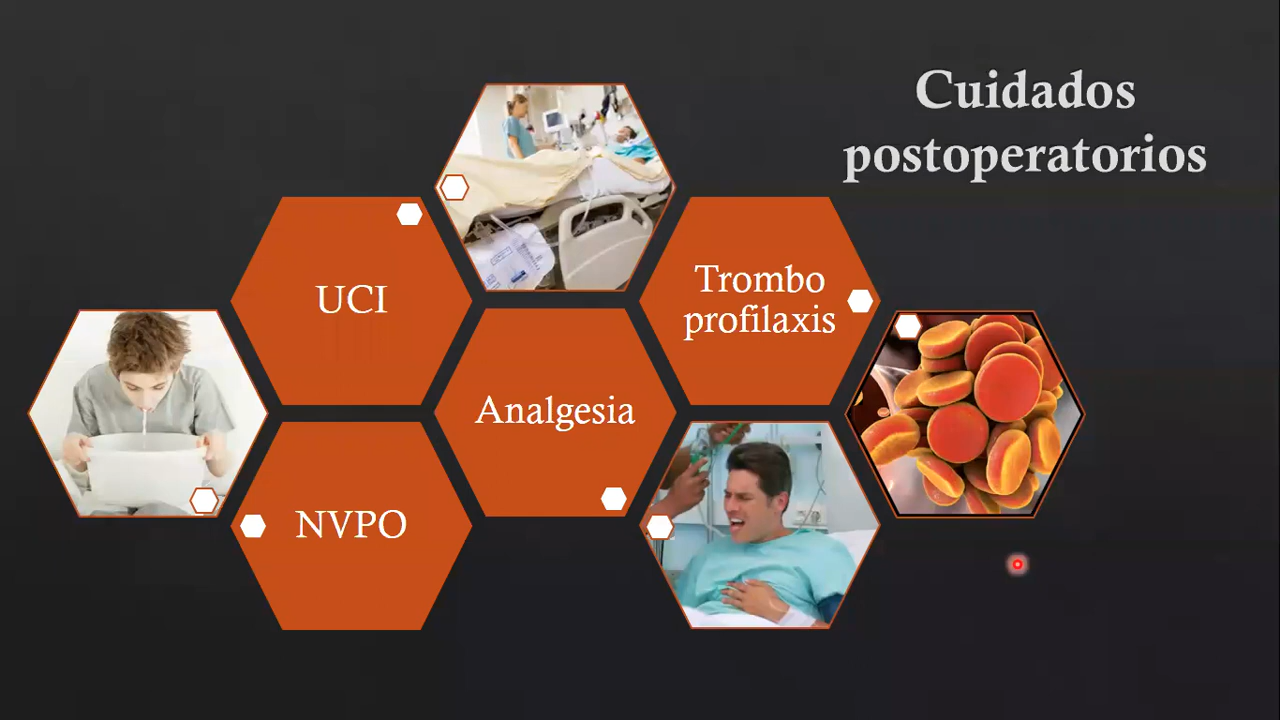 Cuidados
postoperatorios
UCI
Trombo
profilaxis
Analgesia
NVPO